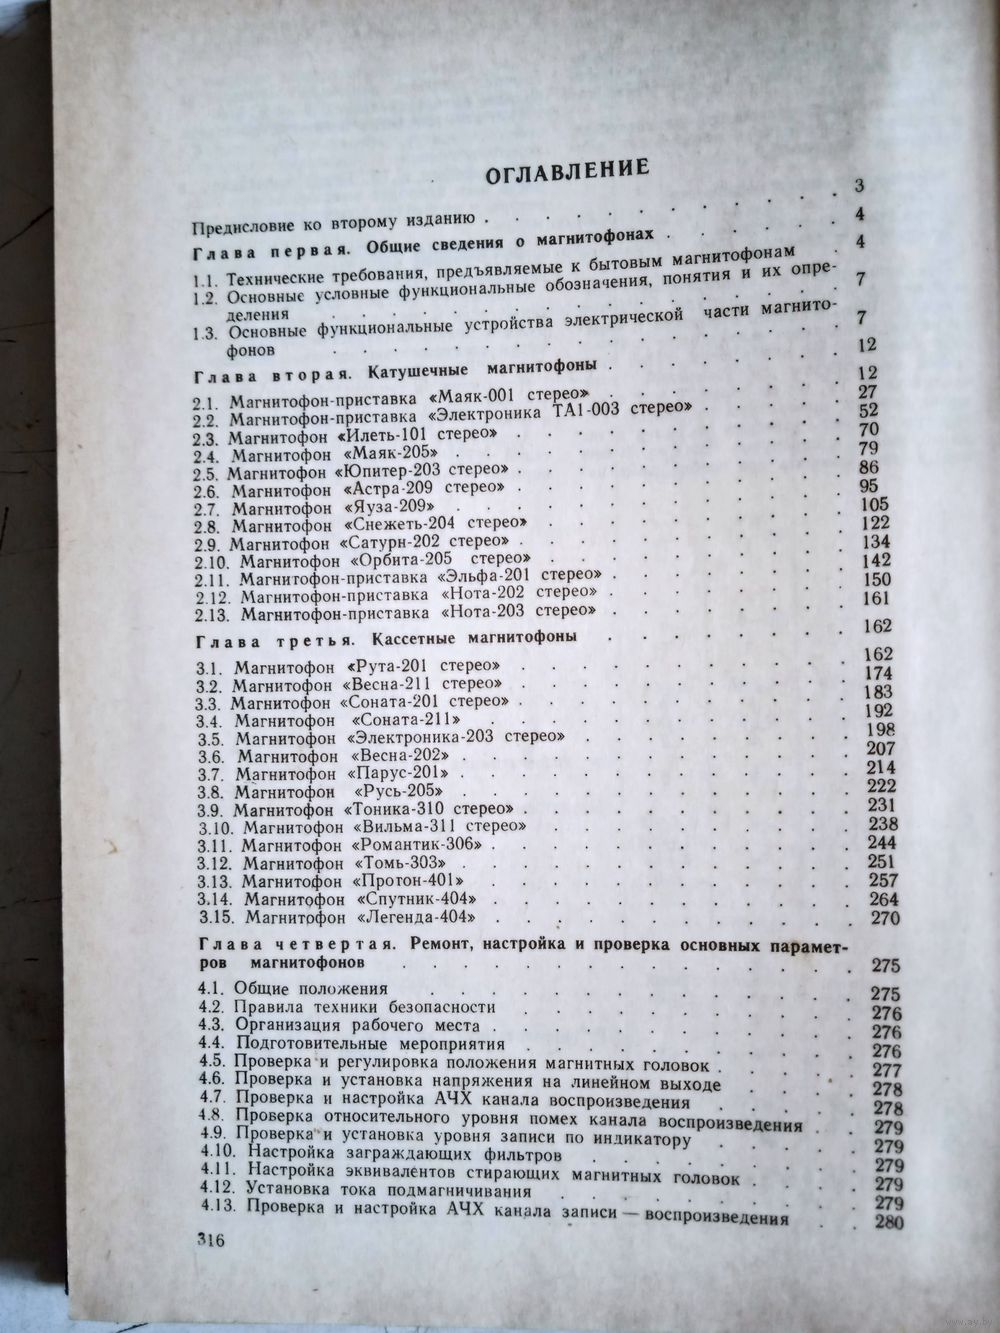 ОГЛАВЛЕНИЕ
Предисловие ко второму изданию . . . . . . . . . 3
Глава первая. Общие сведения о магнитофонах . . . . . . 4
1.1. Технические требования, предъявляемые к бытовым магнитофонам . 4
1.2. Основные условные функциональные обозначения, понятия и их опре-
деления . . . . . . . . . . . . 7
1.3. Основные функциональные устройства электрической части магнито-
фонов . . . . . . . . . . . . 7
Глава вторая. Катушечные магнитофоны . . . . . . . 12
2.1. Магнитофон-приставка «Маяк-001 стерео» . . . . . . 12
2.2. Магнитофон-приставка «Электроника ТА1-003 стерео» . . . . 27
2.3. Магнитофон «Илеть-101 стерео» . . . . . . . . 52
2.4. Магнитофон «Маяк-205» . . . . . . . . . 70
2.5. Магнитофон «Юпитер-203 стерео» . . . . . . . . 79
2.6. Магнитофон «Астра-209 стерео» . . . . . . . . 86
2.7. Магнитофон «Яуза-209» . . . . . . . . . 95
2.8. Магнитофон «Снежеть-204 стерео» . . . . . . . 105
2.9. Магнитофон «Сатурн-202 стерео» . . . . . . . . 122
2.10. Магнитофон «Орбита-205 стерео» . . . . . . . 134
2.11. Магнитофон-приставка «Эльфа-201 стерео» . . . . . . 142
2.12. Магнитофон-приставка «Нота-202 стерео» . . . . . . 150
2.13. Магнитофон-приставка «Нота-203 стерео» . . . . . . 161
Глава третья. Кассетные магнитофоны . . . . . . 162
3.1. Магнитофон «Рута-201 стерео» . . . . . . . . 162
3.2. Магнитофон «Весна-211 стерео» . . . . . . . . 174
3.3. Магнитофон «Соната-201 стерео» . . . . . . . . 183
3.4. Магнитофон «Соната-211» . . . . . . . . . 192
3.5. Магнитофон «Электроника-203 стерео» . . . . . . 198
3.6. Магнитофон «Весна-202» . . . . . . . . . 207
3.7. Магнитофон «Парус-201» . . . . . . . . . 214
3.8. Магнитофон «Русь-205» . . . . . . . . . 222
3.9. Магнитофон «Тоника-310 стерео» . . . . . . . . 231
3.10. Магнитофон «Вильма-311 стерео» . . . . . . . 238
3.11. Магнитофон «Романтик-306» . . . . . . . . 244
3.12. Магнитофон «Томь-303» . . . . . . . . . 251
3.13. Магнитофон «Протон-401» . . . . . . . . 257
3.14. Магнитофон «Спутник-404» . . . . . . . . 264
3.15. Магнитофон «Легенда-404» . . . . . . . . 270
Глава четвертая. Ремонт, настройка и проверка основных парамет-
ров магнитофонов . . . . . . . . . . 275
4.1. Общие положения . . . . . . . . . . 275
4.2. Правила техники безопасности . . . . . . . 276
4.3. Организация рабочего места . . . . . . . . 276
4.4. Подготовительные мероприятия . . . . . . . 276
4.5. Проверка и регулировка положения магнитных головок . . . . 277
4.6. Проверка и установка напряжения на линейном выходе . . . 278
4.7. Проверка и настройка АЧХ канала воспроизведения . . . . 278
4.8. Проверка относительного уровня помех канала воспроизведения . . 279
4.9. Проверка и установка уровня записи по индикатору . . . . 279
4.10. Настройка заграждающих фильтров . . . . . . . 279
4.11. Настройка эквивалентов стирающих магнитных головок . . . . 279
4.12. Установка тока подмагничивания . . . . . . . 279
4.13. Проверка и настройка АЧХ канала записи — воспроизведения . . 280
316
www.ay.by